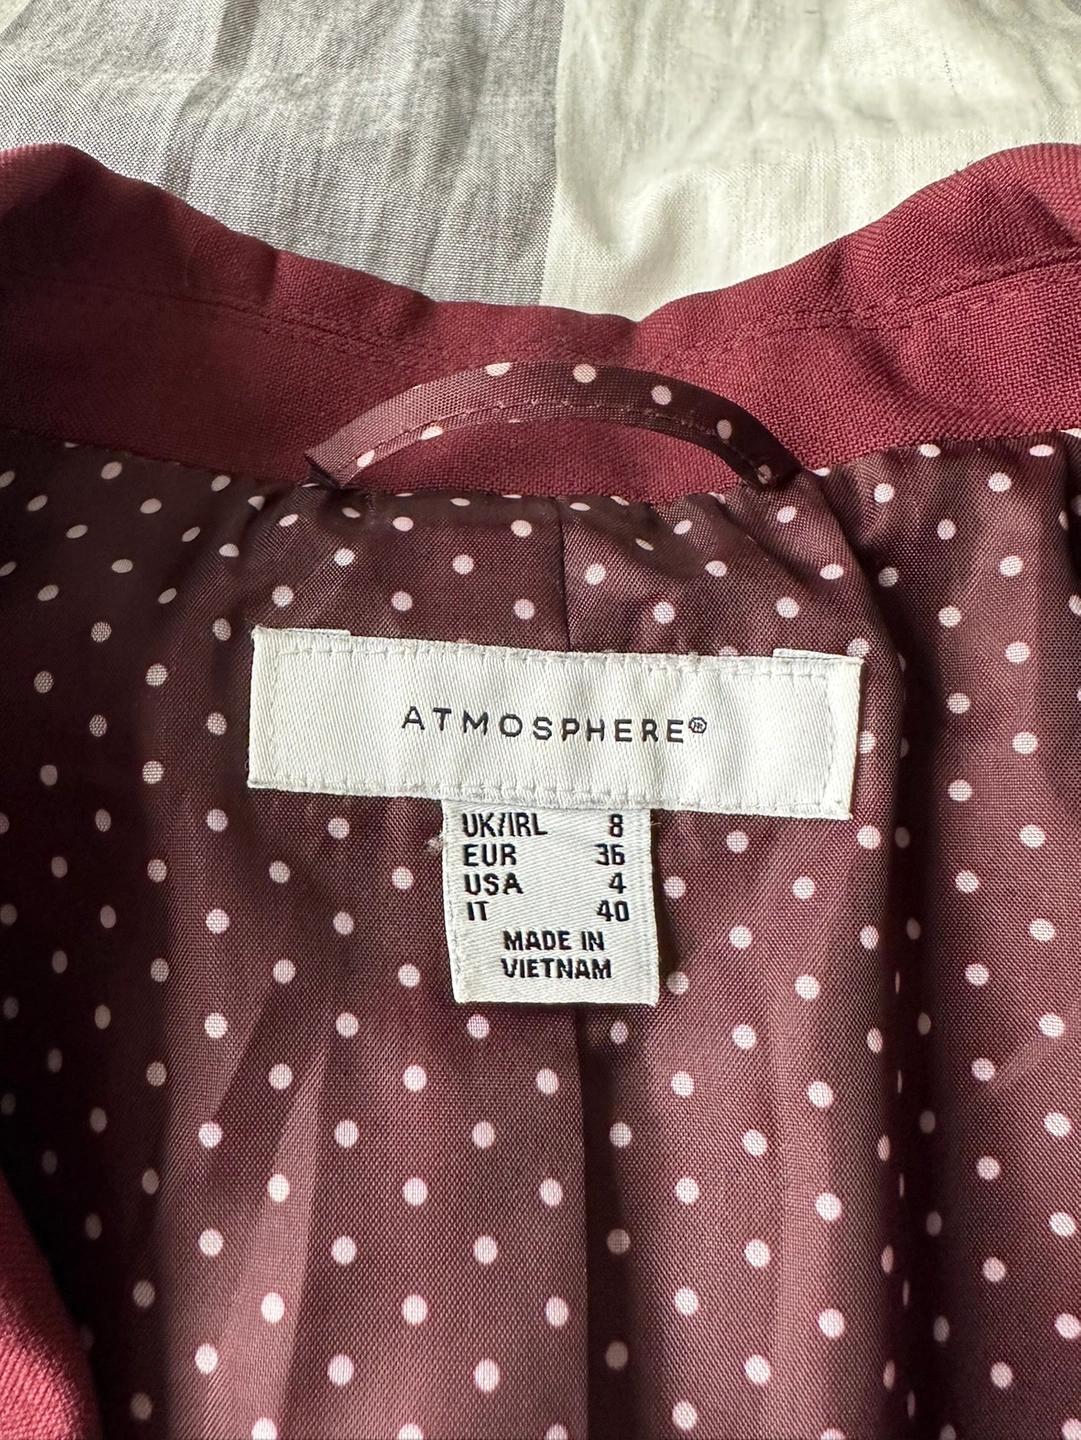 ATMOSPHERE®
UK/IRL 8
EUR 36
USA 4
IT 40
MADE IN
VIETNAM